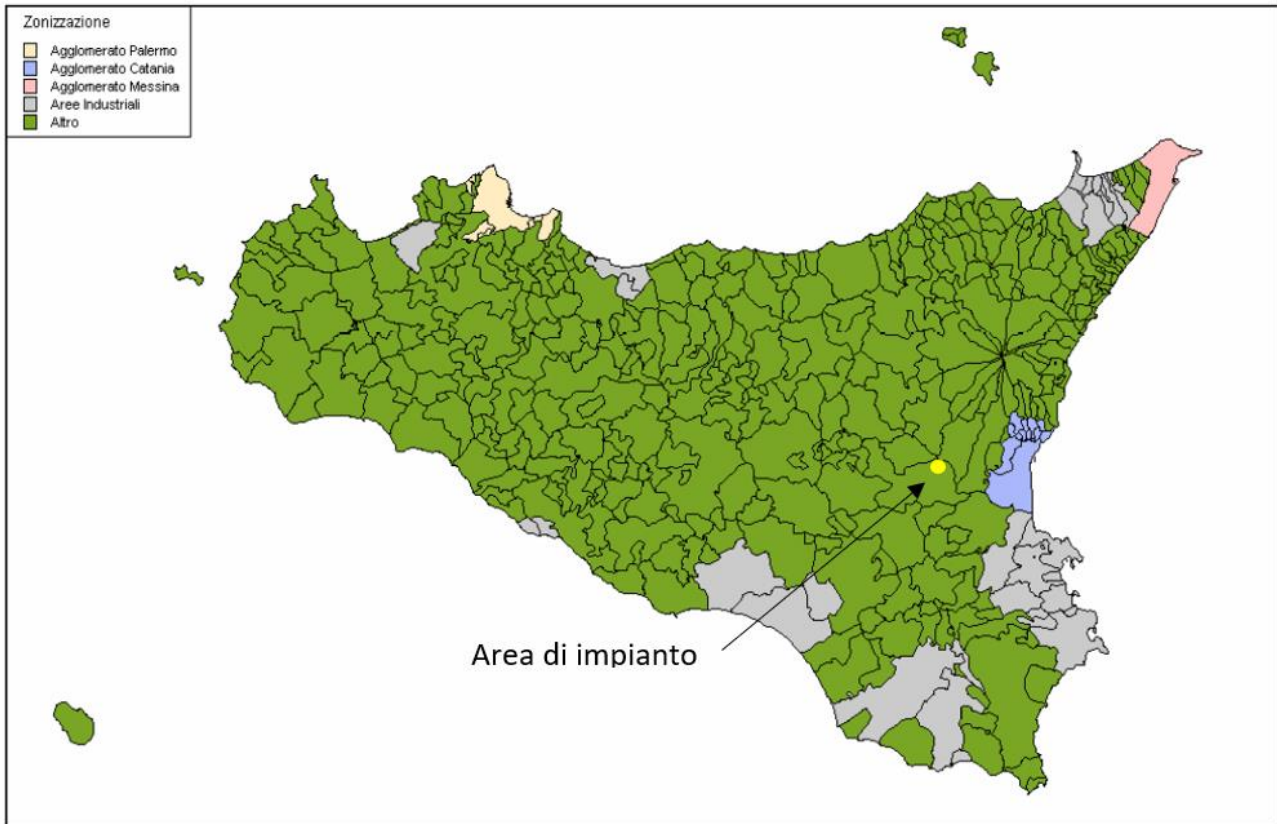 Zonizzazione
Agglomerato Palermo
Agglomerato Catania
Agglomerato Messina
Aree Industriali
Altro
Area di impianto